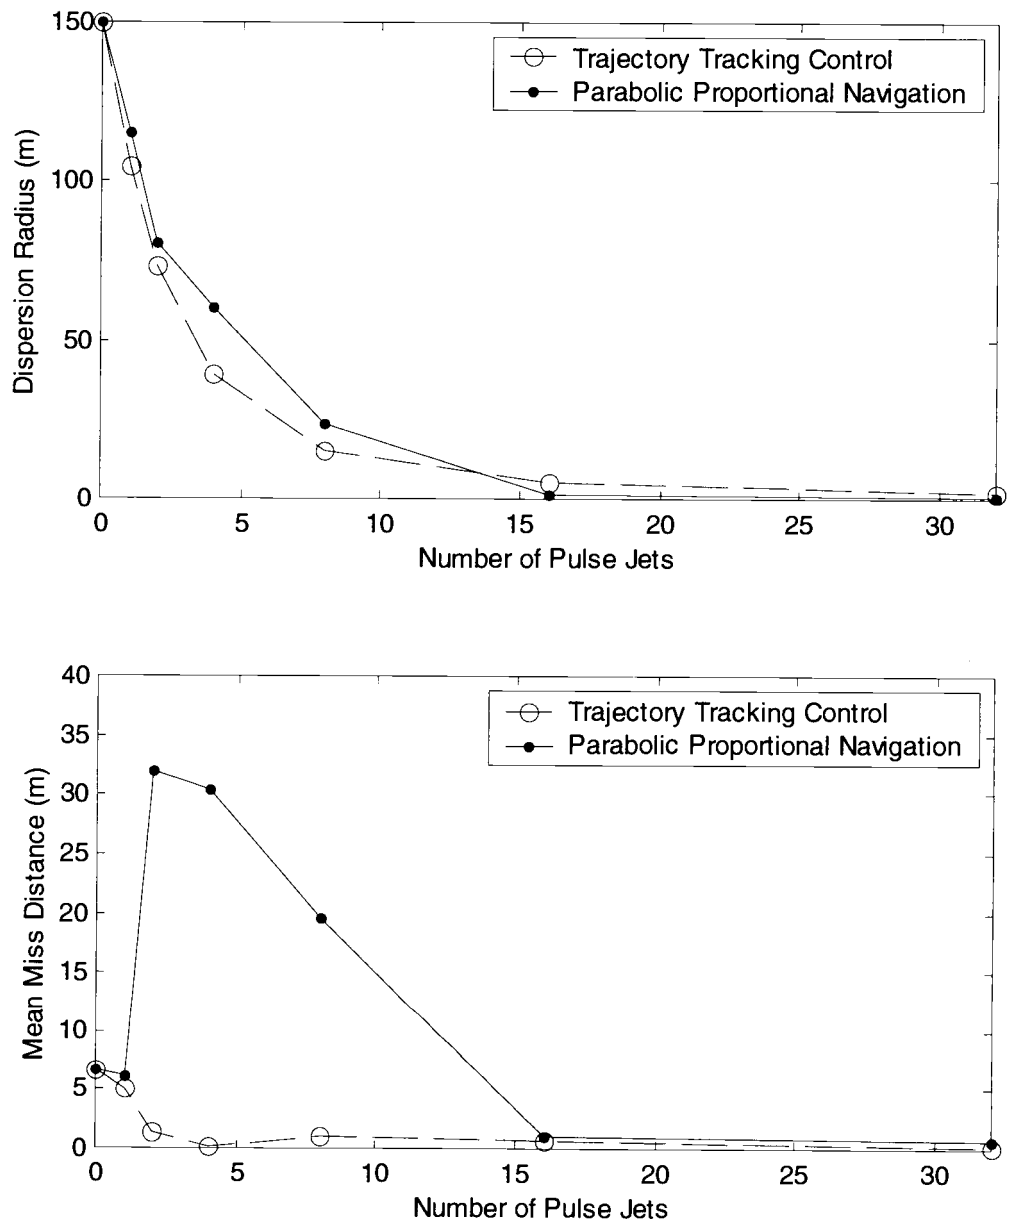 150
100
50
0
Dispersion Radius (m)
Trajectory Tracking Control
Parabolic Proportional Navigation
0 5 10 15 20 25 30
Number of Pulse Jets
40
35
30
25
20
15
10
5
0
Mean Miss Distance (m)
Trajectory Tracking Control
Parabolic Proportional Navigation
0 5 10 15 20 25 30
Number of Pulse Jets